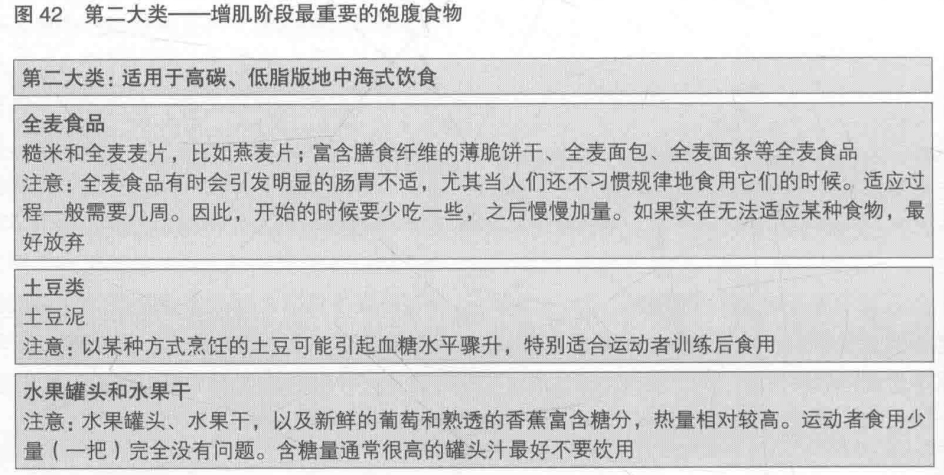 图 42 第二大类——增肌阶段最重要的饱腹食物
第二大类：适用于高碳、低脂版地中海式饮食
全麦食品
糙米和全麦麦片，比如燕麦片；富含膳食纤维的薄脆饼干、全麦面包、全麦面条等全麦食品
注意：全麦食品有时会引发明显的肠胃不适，尤其当人们还不习惯规律地食用它们的时候。适应过
程一般需要几周。因此，开始的时候要少吃一些，之后慢慢加量。如果实在无法适应某种食物，最
好放弃
土豆类
土豆泥
注意：以某种方式烹饪的土豆可能引起血糖水平骤升，特别适合运动者训练后食用
水果罐头和水果干
注意：水果罐头、水果干，以及新鲜的葡萄和熟透的香蕉富含糖分，热量相对较高。运动者食用少
量（一把）完全没有问题。含糖量通常很高的罐头汁最好不要饮用